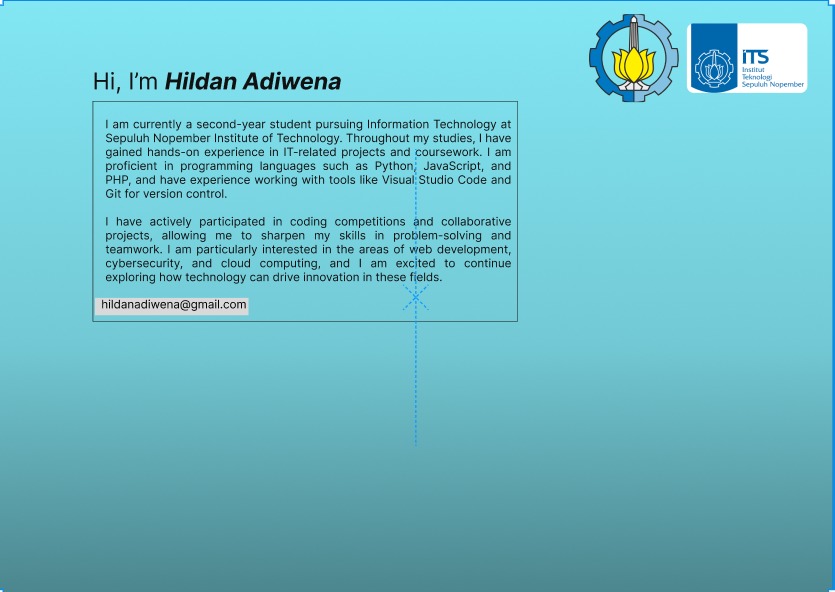 Hi, I’m Hildan Adiwena
iTS
Institut
Teknologi
Sepuluh Nopember
I am currently a second-year student pursuing Information Technology at
Sepuluh Nopember Institute of Technology. Throughout my studies, I have
gained hands-on experience in IT-related projects and coursework. I am
proficient in programming languages such as Python, JavaScript, and
PHP, and have experience working with tools like Visual Studio Code and
Git for version control.
I have actively participated in coding competitions and collaborative
projects, allowing me to sharpen my skills in problem-solving and
teamwork. I am particularly interested in the areas of web development,
cybersecurity, and cloud computing, and I am excited to continue
exploring how technology can drive innovation in these fields.
hildanadiwena@gmail.com